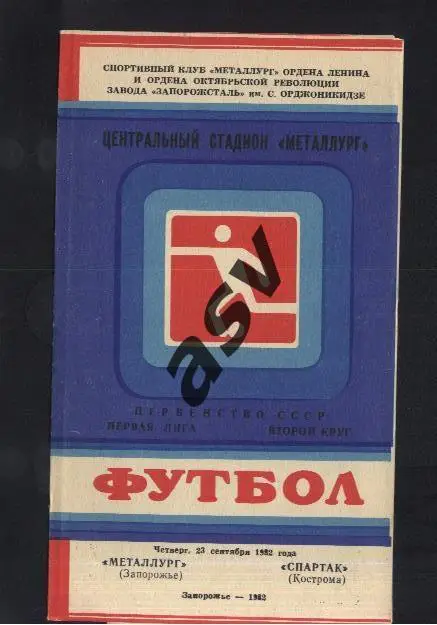 СПОРТИВНЫЙ КЛУБ «МЕТАЛЛУРГ» ОРДЕНА ЛЕНИНА
И ОРДЕНА ОКТЯБРЬСКОЙ РЕВОЛЮЦИИ
ЗАВОДА «ЗАПОРОЖСТАЛЬ» им. С. ОРДЖОНИКИДЗЕ
ЦЕНТРАЛЬНЫЙ СТАДИОН «МЕТАЛЛУРГ»
asv
ПЕРВЕНСТВО СССР
ПЕРВАЯ ЛИГА ВТОРОЙ КРУГ
ФУТБОЛ
Четверг, 23 сентября 1982 года
«МЕТАЛЛУРГ» «СПАРТАК»
(Запорожье) (Кострома)
Запорожье — 1982